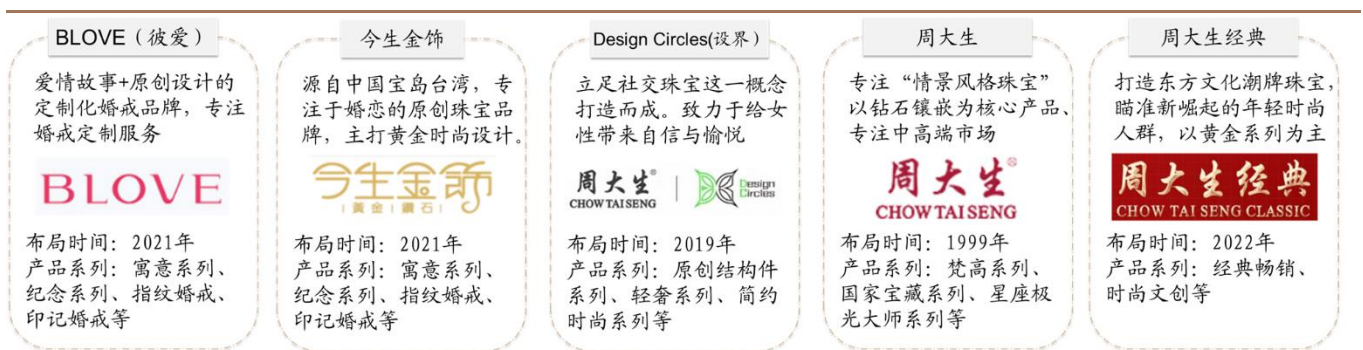 BLOVE（彼爱）
爱情故事+原创设计的
定制化婚戒品牌，专注
婚戒定制服务
BLOVE
布局时间：2021年
产品系列：寓意系列、
纪念系列、指纹婚戒、
印记婚戒等
今生金饰
源自中国宝岛台湾，专
注于婚恋的原创珠宝品
牌，主打黄金时尚设计。
今生金飾
黃金鑽石
布局时间：2021年
产品系列：寓意系列、
纪念系列、指纹婚戒、
印记婚戒等
Design Circles(设界）
立足社交珠宝这一概念
打造而成。致力于给女
性带来自信与愉悦
周大生®
CHOW TAI SENG
Design
Circles
布局时间：2019年
产品系列：原创结构件
系列、轻奢系列、简约
时尚系列等
周大生
专注“情景风格珠宝”
以钻石镶嵌为核心产品、
专注中高端市场
周大生®
CHOW TAI SENG
布局时间：1999年
产品系列：梵高系列、
国家宝藏系列、星座极
光大师系列等
周大生经典
打造东方文化潮牌珠宝，
瞄准新崛起的年轻时尚
人群，以黄金系列为主
周大生经典
CHOW TAI SENG CLASSIC
布局时间：2022年
产品系列：经典畅销、
时尚文创等